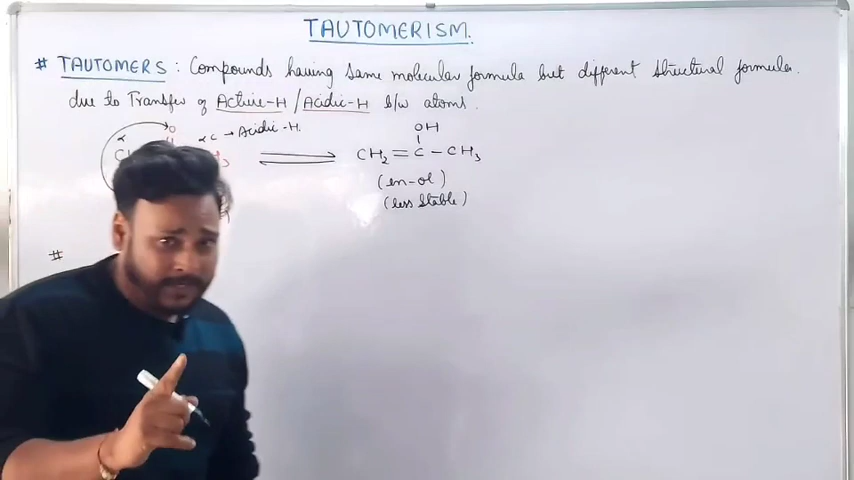 TAUTOMERISM.
# TAUTOMERS : Compounds having same molecular formula but different structural formula.
due to Transfer of Active-H / Acidic-H b/w atoms.
α O α C → Acidic-H. OH
CH2 = C - CH3
(en-ol)
(less stable)
#